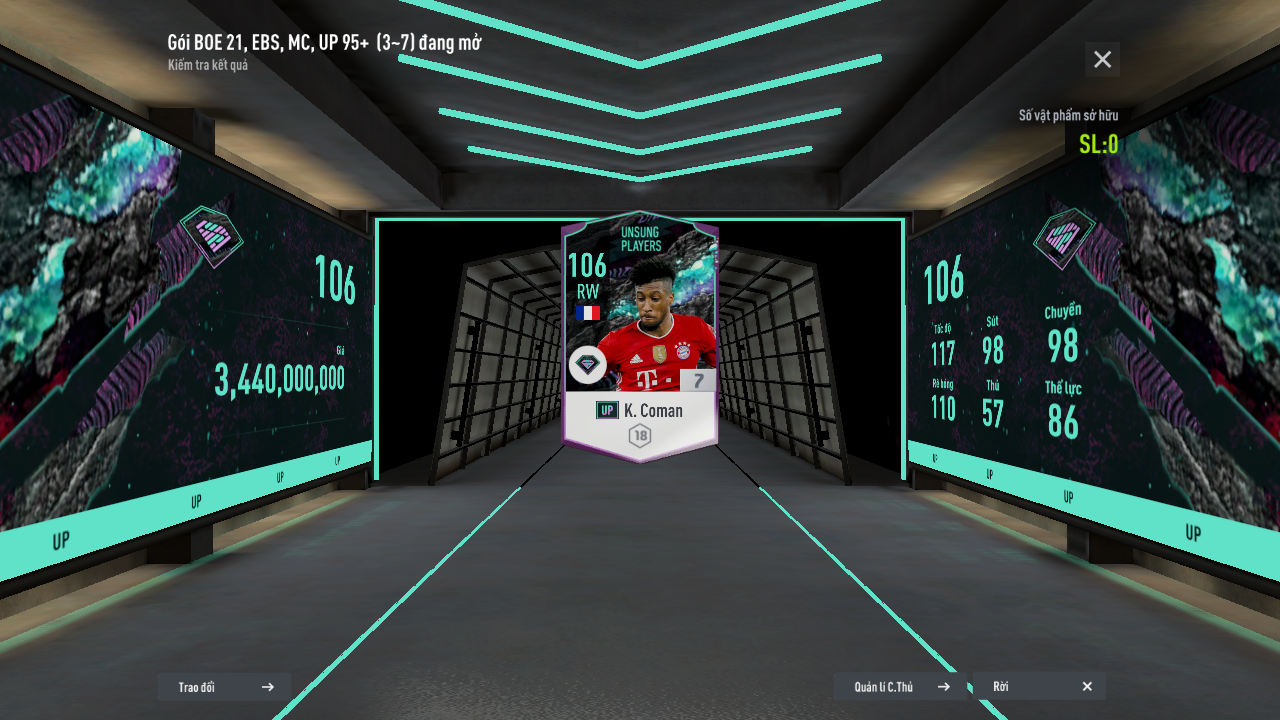 Gói BOE 21, EBS, MC, UP 95+ (3~7) đang mở
Kiểm tra kết quả
Số vật phẩm sở hữu
SL:0
106
Giá
3,440,000,000
UP
UP
UP
UP
UNSUNG
PLAYERS
106
RW
7
UP K. Coman
18
106
Tốc độ
117
Sút
98
Chuyền
98
Rê bóng
110
Thủ
57
Thể lực
86
UP
UP
UP
UP
Trao đổi
Quản lí C.Thủ
Rời